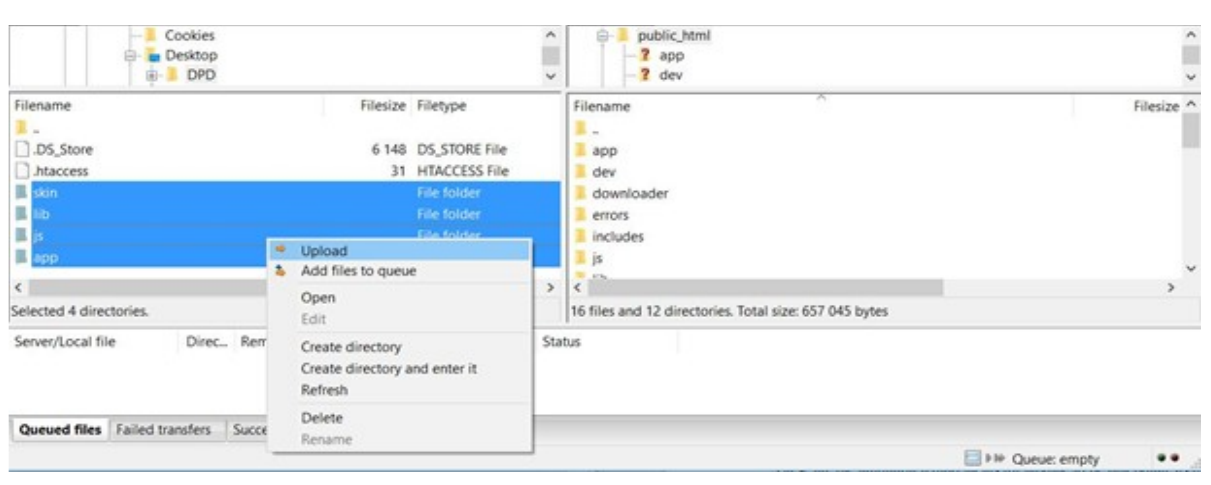 Cookies
Desktop
DPD
public_html
app
dev
Filename Filesize Filetype
..
.DS_Store 6 148 DS_STORE File
.htaccess 31 HTACCESS File
skin File folder
lib File folder
js File folder
app
Selected 4 directories.
Filename Filesize
..
app
dev
downloader
errors
includes
js
lib
16 files and 12 directories. Total size: 657 045 bytes
Upload
Add files to queue
Open
Edit
Create directory
Create directory and enter it
Refresh
Delete
Rename
Server/Local file Direc... Rem Status
Queued files Failed transfers Succe
Queue: empty